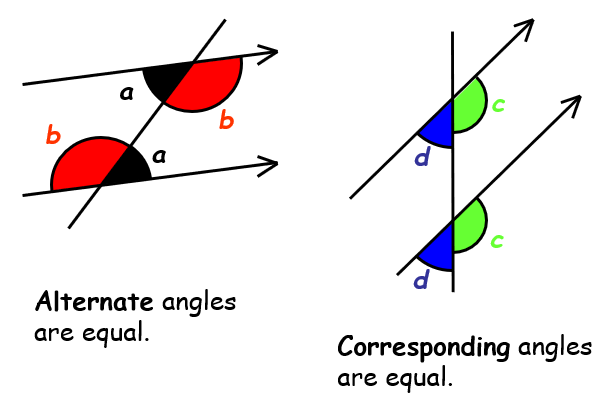 a
b
b
a
Alternate angles
are equal.
c
d
c
d
Corresponding angles
are equal.